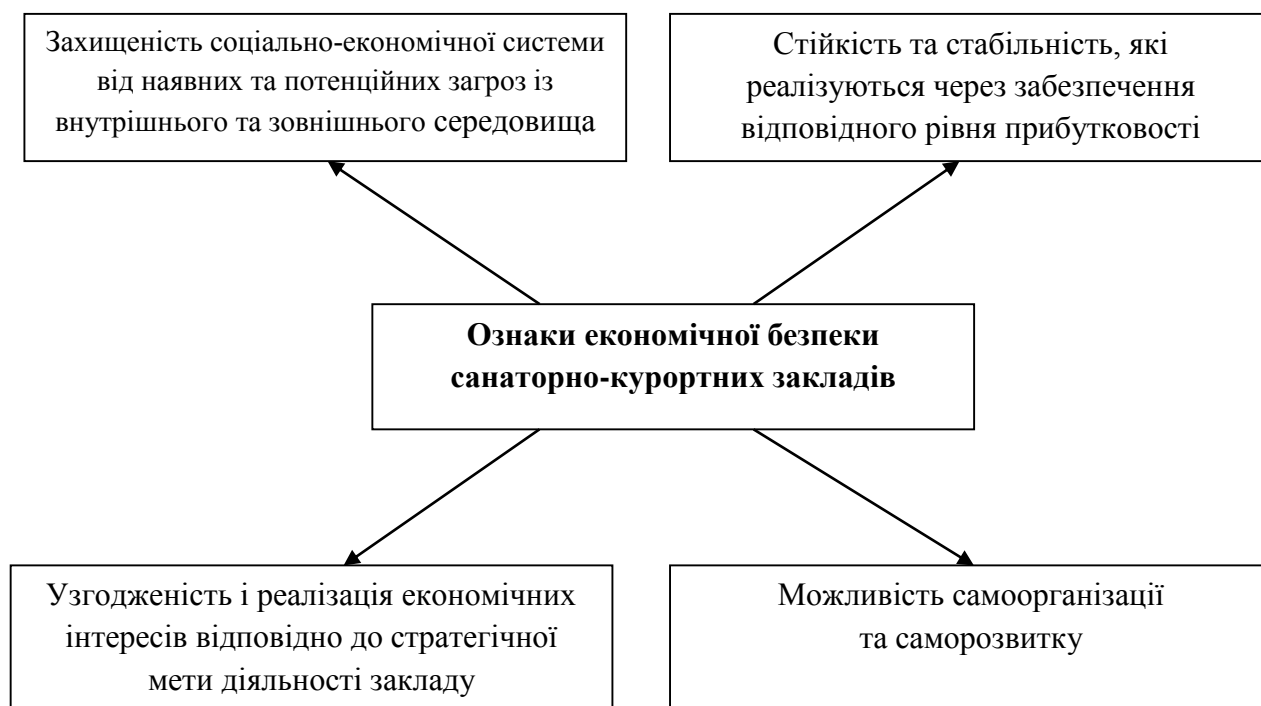 Захищеність соціально-економічної системи
від наявних та потенційних загроз із
внутрішнього та зовнішнього середовища
Стійкість та стабільність, які
реалізуються через забезпечення
відповідного рівня прибутковості
Ознаки економічної безпеки
санаторно-курортних закладів
Узгодженість і реалізація економічних
інтересів відповідно до стратегічної
мети діяльності закладу
Можливість самоорганізації
та саморозвитку